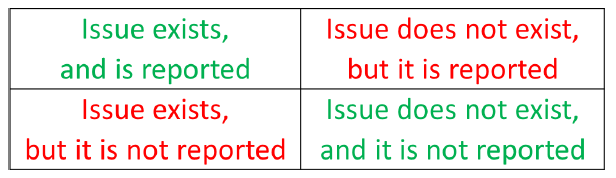 Issue exists,
and is reported
Issue does not exist,
but it is reported
Issue exists,
but it is not reported
Issue does not exist,
and it is not reported